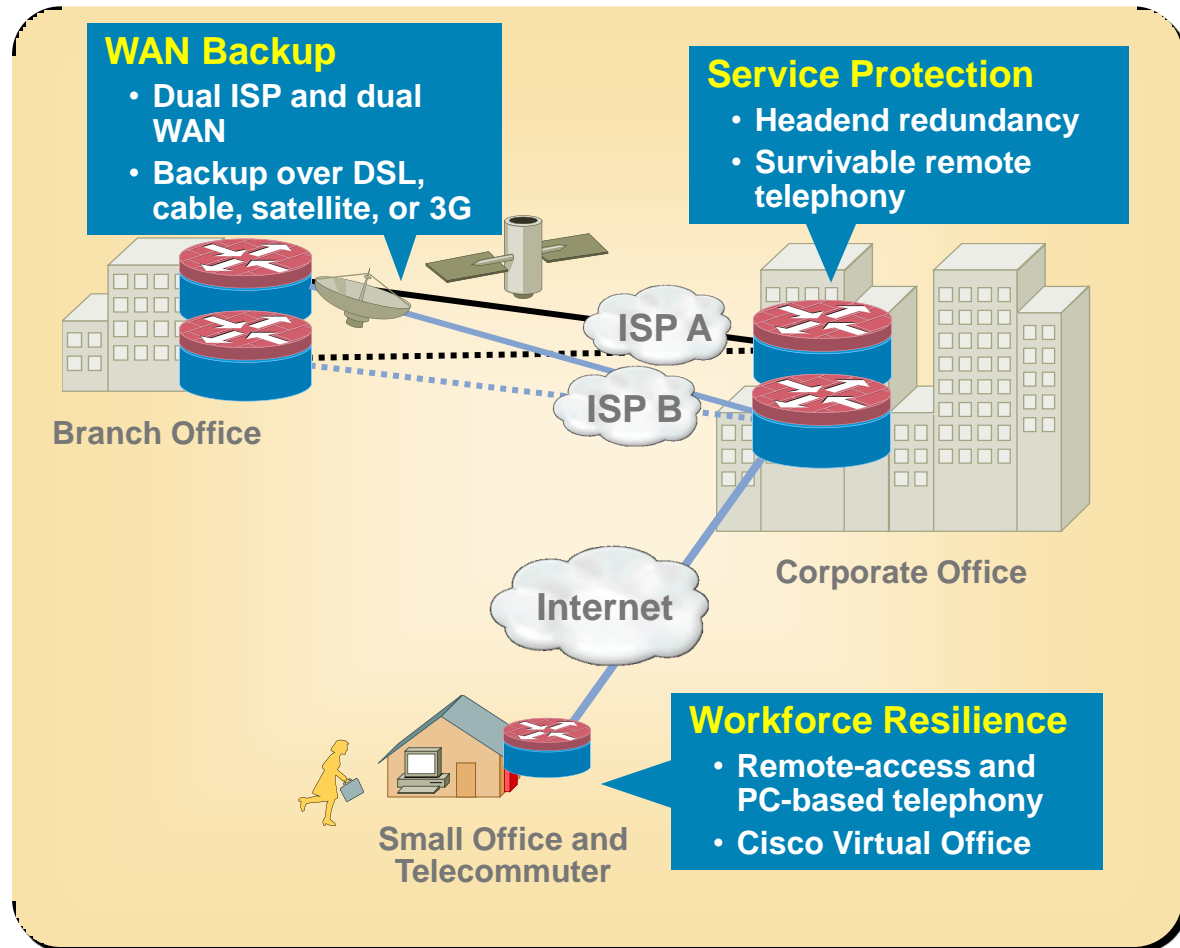 WAN Backup
• Dual ISP and dual
WAN
• Backup over DSL,
cable, satellite, or 3G
Service Protection
• Headend redundancy
• Survivable remote
telephony
ISP A
ISP B
Branch Office
Corporate Office
Internet
Workforce Resilience
• Remote-access and
PC-based telephony
• Cisco Virtual Office
Small Office and
Telecommuter